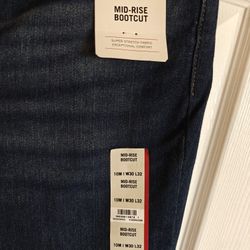 MID-RISE
BOOTCUT
SUPER STRETCH FABRIC
EXCEPTIONAL COMFORT
MID-RISE
BOOTCUT
10M | W30 L32
MID-RISE
BOOTCUT
10M | W30 L32
MID-RISE
BOOTCUT
10M | W30 L32